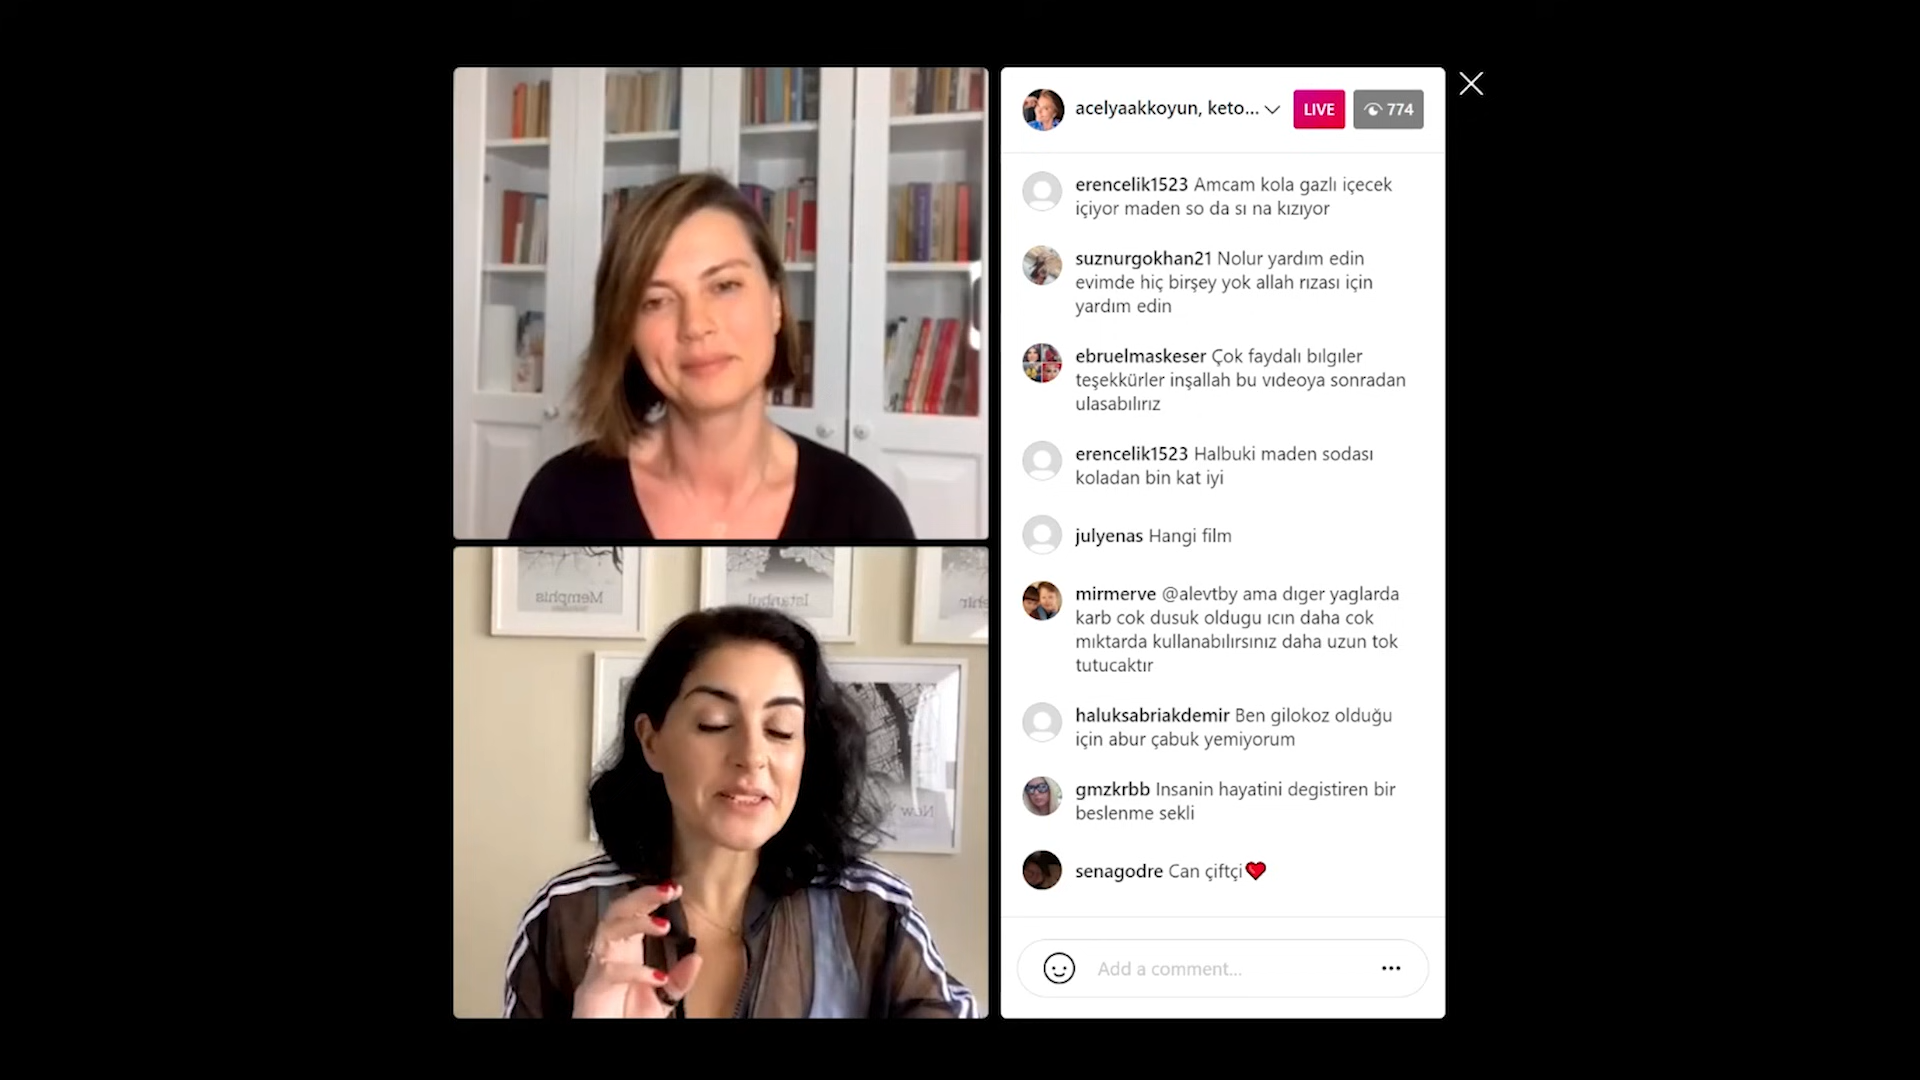 acelyaakkoyun, keto...
LIVE
774
erencelik1523 Amcam kola gazlı içecek
içiyor maden so da sı na kızıyor
suznurgokhan21 Nolur yardım edin
evimde hiç birşey yok allah rızası için
yardım edin
ebruelmaskeser Çok faydalı bılgıler
teşekkürler inşallah bu vıdeoya sonradan
ulasabılırız
erencelik1523 Halbuki maden sodası
koladan bin kat iyi
julyenas Hangi film
mirmerve @alevtby ama dıger yaglarda
karb cok dusuk oldugu ıcın daha cok
mıktarda kullanabılırsınız daha uzun tok
tutucaktır
haluksabriakdemir Ben gilokoz olduğu
için abur çabuk yemiyorum
gmzkrbb Insanin hayatini degistiren bir
beslenme sekli
senagodre Can çiftçi❤
Add a comment...
Memphis
Istanbul
New